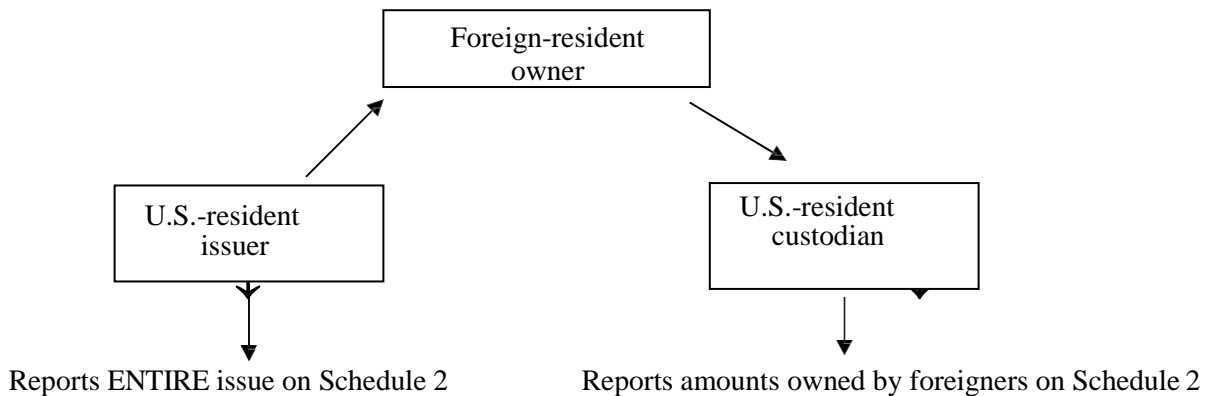 Foreign-resident
owner
U.S.-resident
issuer
U.S.-resident
custodian
Reports ENTIRE issue on Schedule 2
Reports amounts owned by foreigners on Schedule 2